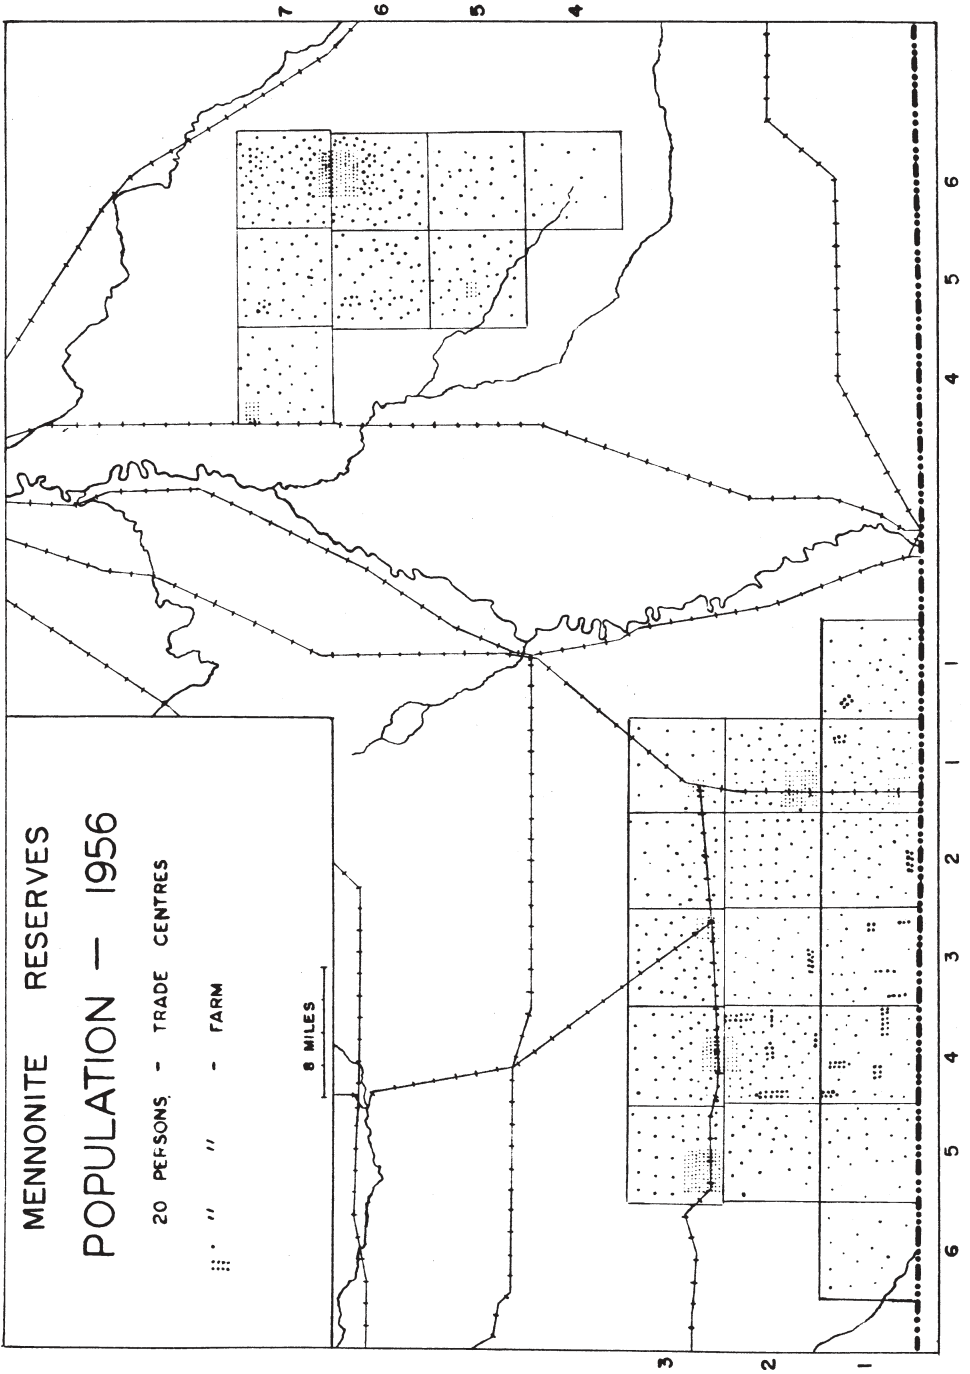 MENNONITE RESERVES
POPULATION — 1956
20 PERSONS - TRADE CENTRES
" " - FARM
8 MILES
7 6 5 4
6 5 4 1 1 2 3 4 5 6
3 2 1